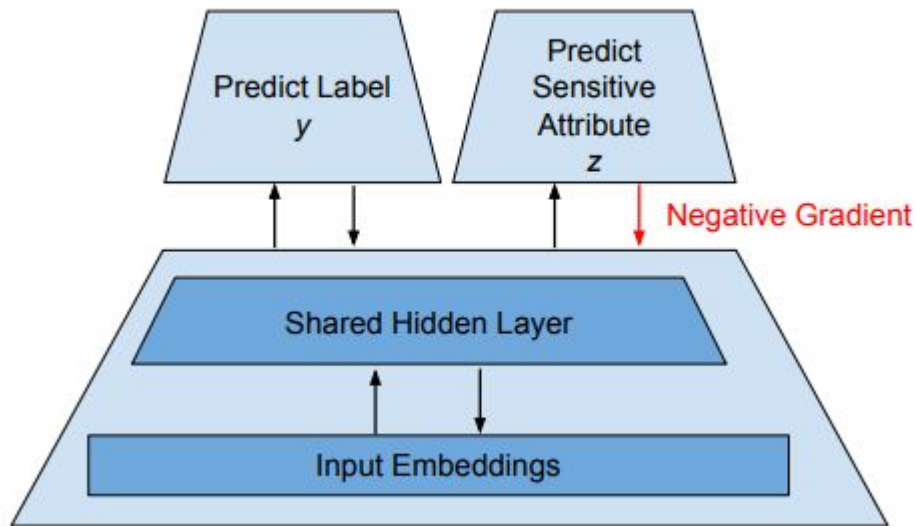 Predict Label
y
Predict
Sensitive
Attribute
z
Negative Gradient
Shared Hidden Layer
Input Embeddings